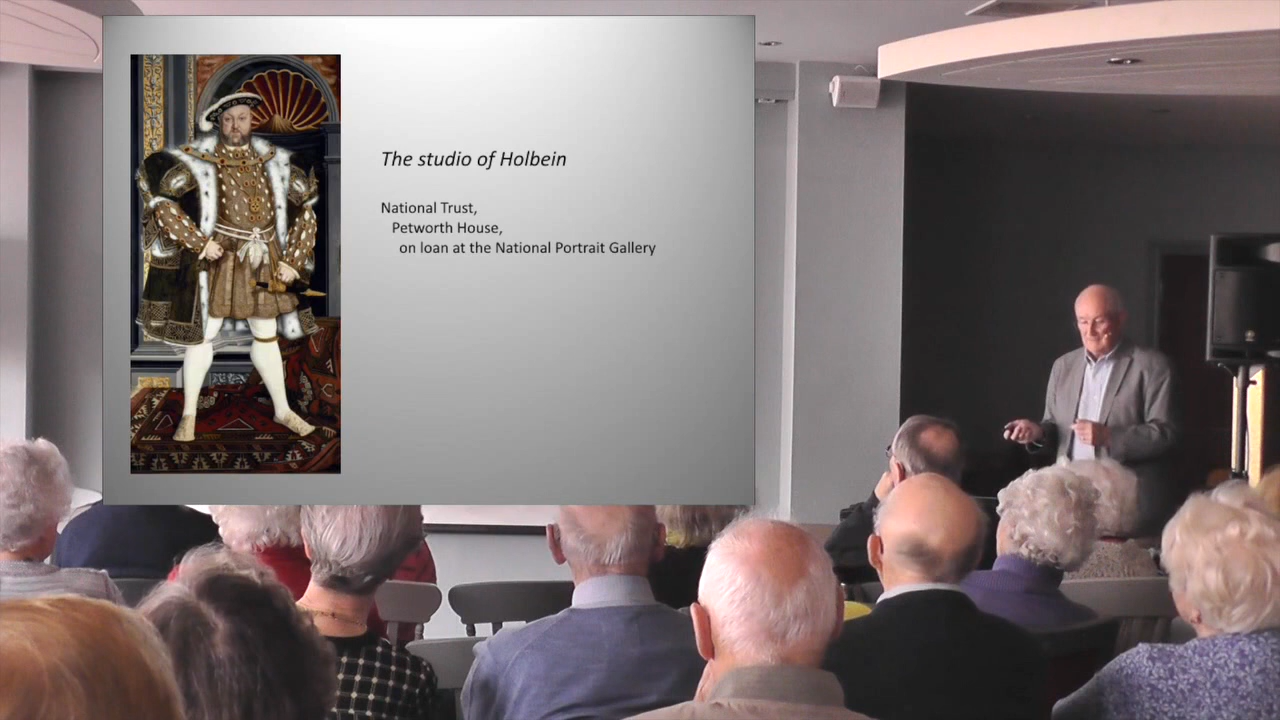 The studio of Holbein
National Trust,
Petworth House,
on loan at the National Portrait Gallery